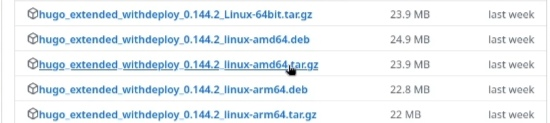 hugo_extended_withdeploy_0.144.2_Linux-64bit.tar.gz 23.9 MB last week
hugo_extended_withdeploy_0.144.2_linux-amd64.deb 24.9 MB last week
hugo_extended_withdeploy_0.144.2_linux-amd64.tar.gz 23.9 MB last week
hugo_extended_withdeploy_0.144.2_linux-arm64.deb 22.8 MB last week
hugo_extended_withdeploy_0.144.2_linux-arm64.tar.gz 22 MB last week